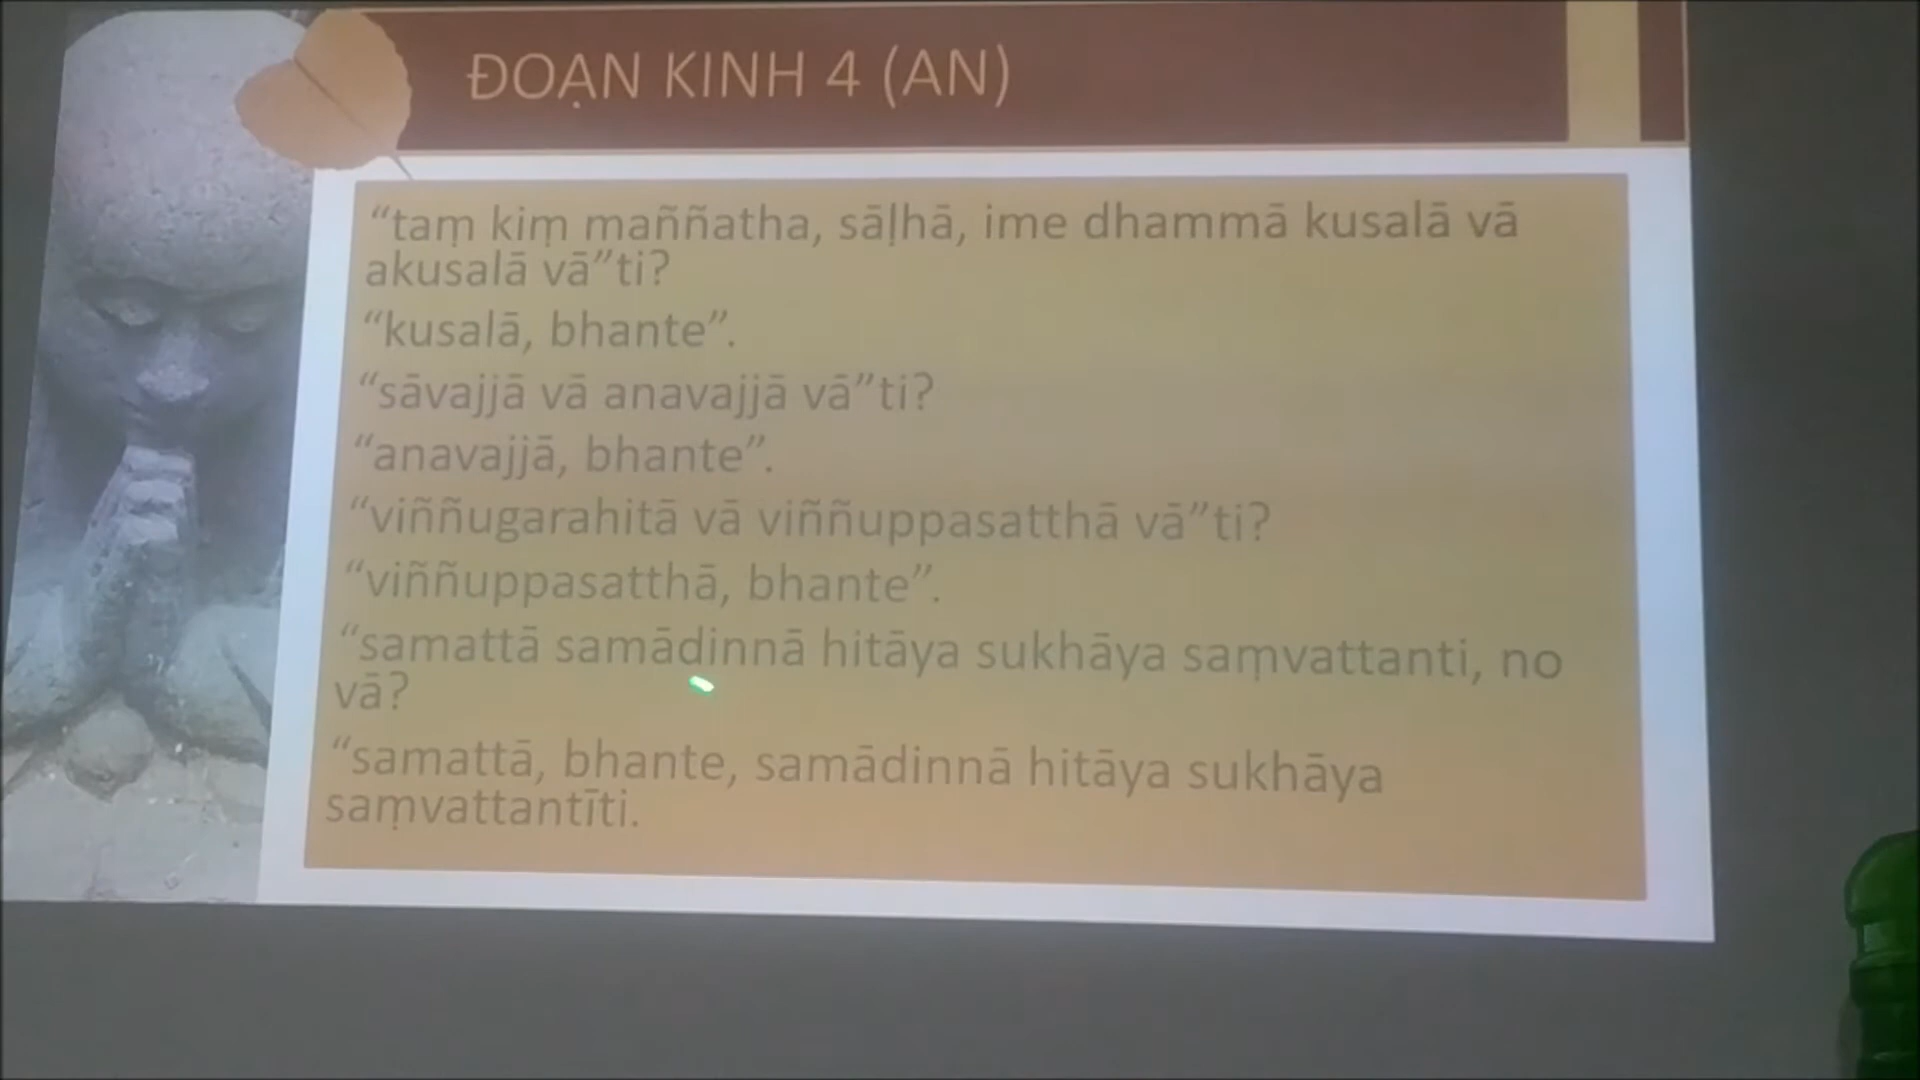 ĐOẠN KINH 4 (AN)
“taṃ kiṃ maññatha, sāḷhā, ime dhammā kusalā vā
akusalā vā”ti?
“kusalā, bhante”.
“sāvajjā vā anavajjā vā”ti?
“anavajjā, bhante”.
“viññugarahitā vā viññuppasatthā vā”ti?
“viññuppasatthā, bhante”.
“samattā samādinnā hitāya sukhāya saṃvattanti, no
vā?
“samattā, bhante, samādinnā hitāya sukhāya
saṃvattantīti.